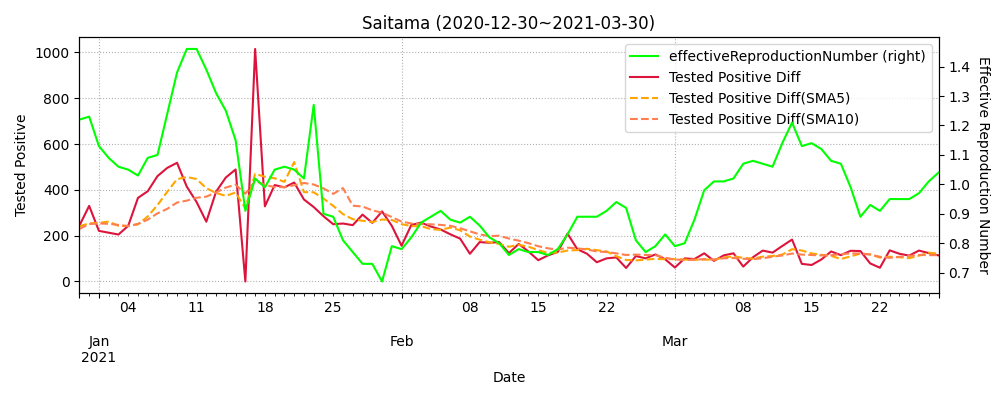 Saitama (2020-12-30~2021-03-30)
effectiveReproductionNumber (right)
Tested Positive Diff
Tested Positive Diff(SMA5)
Tested Positive Diff(SMA10)
Tested Positive
1000
800
600
400
200
0
Effective Reproduction Number
1.4
1.3
1.2
1.1
1.0
0.9
0.8
0.7
04 11 18 25 08 15 22 08 15 22
Jan Feb Mar
2021
Date